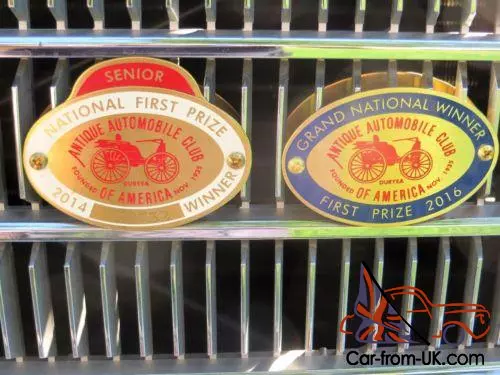 SENIOR
NATIONAL FIRST PRIZE
ANTIQUE AUTOMOBILE CLUB
DURYEA
FOUNDED NOV. 1935
OF AMERICA
2014 WINNER
GRAND NATIONAL WINNER
ANTIQUE AUTOMOBILE CLUB
DURYEA
FOUNDED NOV. 1935
OF AMERICA
FIRST PRIZE 2016
Car-from-UK.com